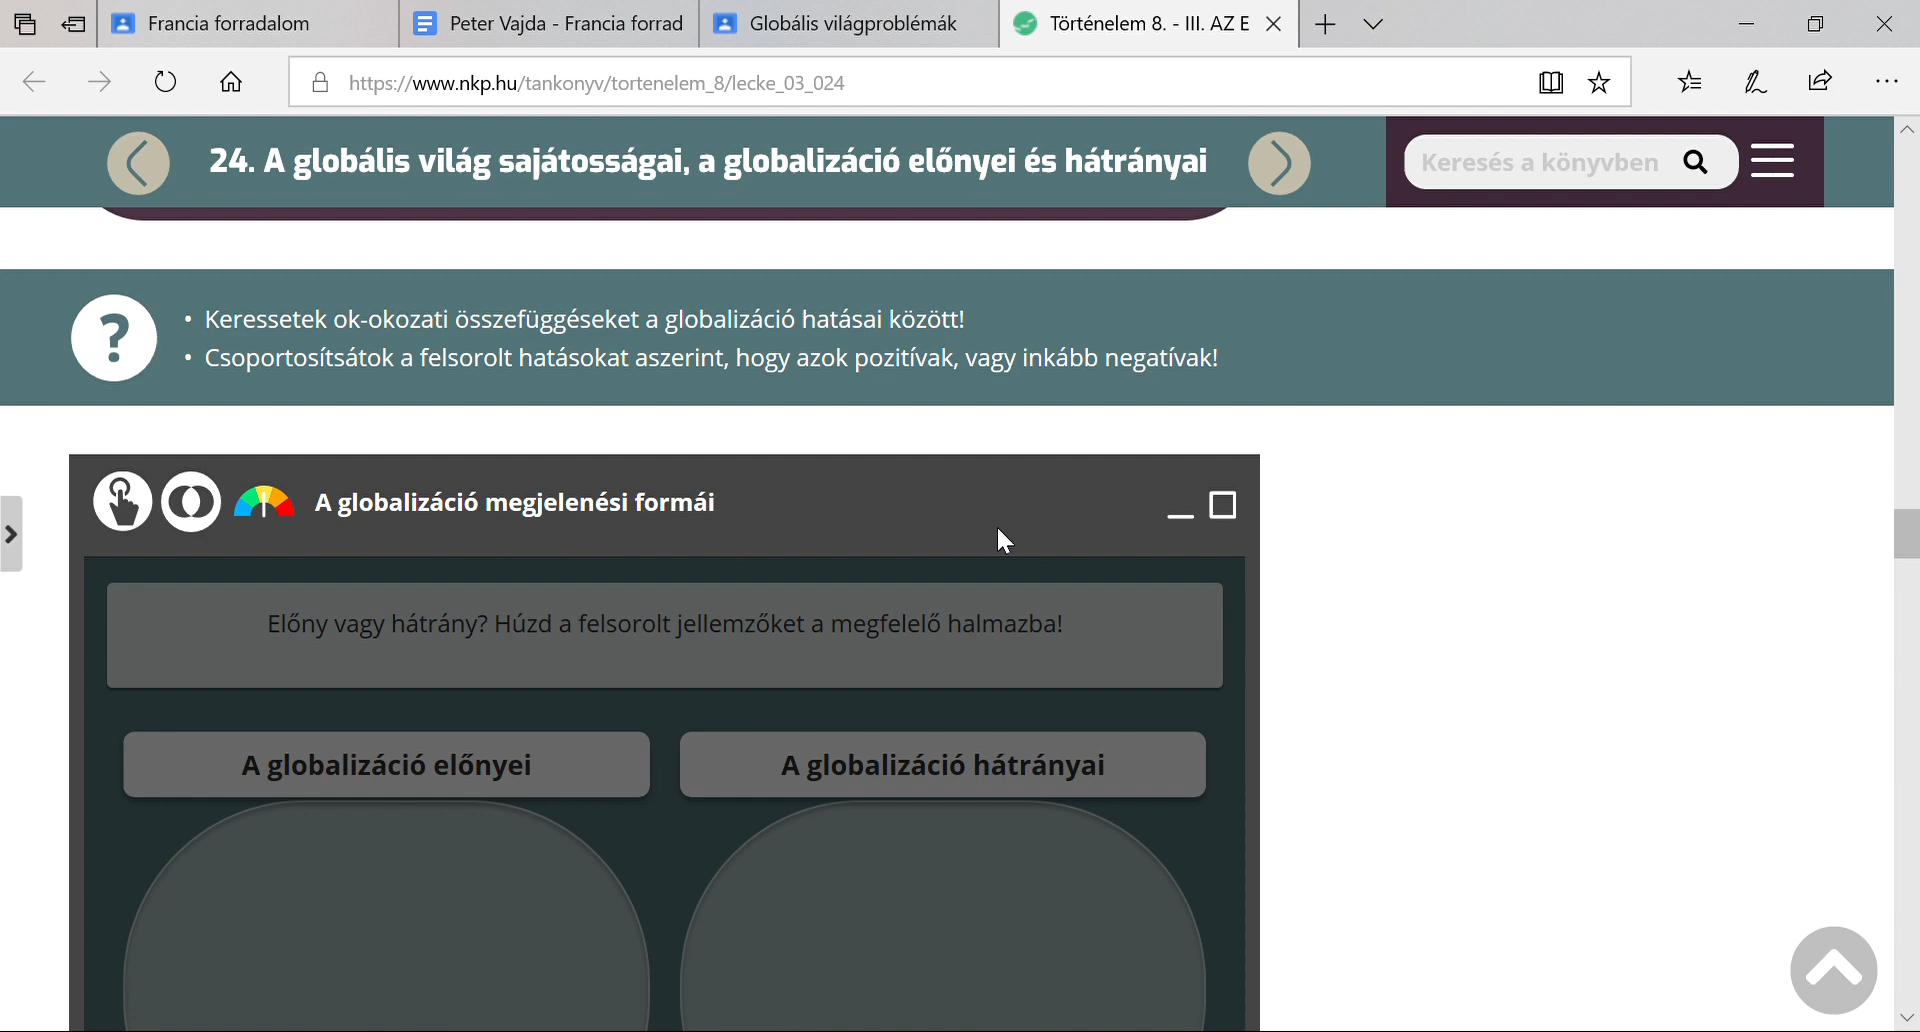 Francia forradalom
Peter Vajda - Francia forrad
Globális világproblémák
Történelem 8. - III. AZ E
https://www.nkp.hu/tankonyv/tortenelem_8/lecke_03_024
24. A globális világ sajátosságai, a globalizáció előnyei és hátrányai
Keresés a könyvben
?
• Keressetek ok-okozati összefüggéseket a globalizáció hatásai között!
• Csoportosítsátok a felsorolt hatásokat aszerint, hogy azok pozitívak, vagy inkább negatívak!
A globalizáció megjelenési formái
Előny vagy hátrány? Húzd a felsorolt jellemzőket a megfelelő halmazba!
A globalizáció előnyei
A globalizáció hátrányai